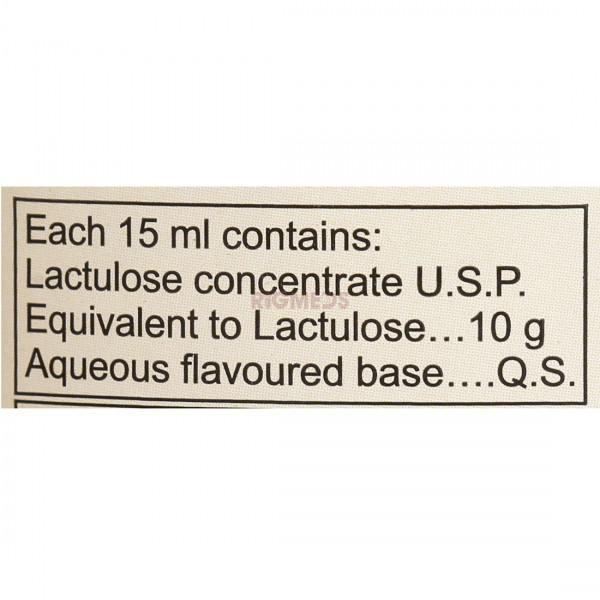 Each 15 ml contains:
Lactulose concentrate U.S.P.
RIGMEDS
Equivalent to Lactulose...10 g
Aqueous flavoured base....Q.S.